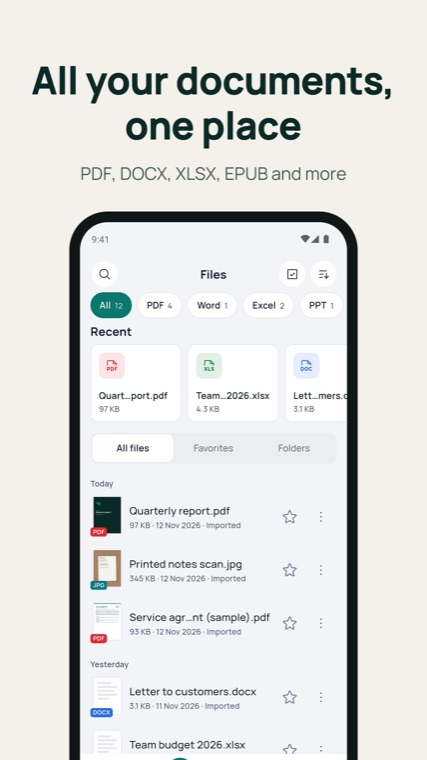 All your documents,
one place
PDF, DOCX, XLSX, EPUB and more
9:41
Files
All 12
PDF 4
Word 1
Excel 2
PPT 1
Recent
PDF
XLS
DOC
Quart...port.pdf
Team...2026.xlsx
Lett...mers.c
97 KB
4.3 KB
3.1 KB
All files
Favorites
Folders
Today
Quarterly report.pdf
97 KB · 12 Nov 2026 · Imported
PDF
Printed notes scan.jpg
345 KB · 12 Nov 2026 · Imported
JPG
Service agr...nt (sample).pdf
93 KB · 12 Nov 2026 · Imported
PDF
Yesterday
Letter to customers.docx
3.1 KB · 11 Nov 2026 · Imported
DOCX
Team budget 2026.xlsx